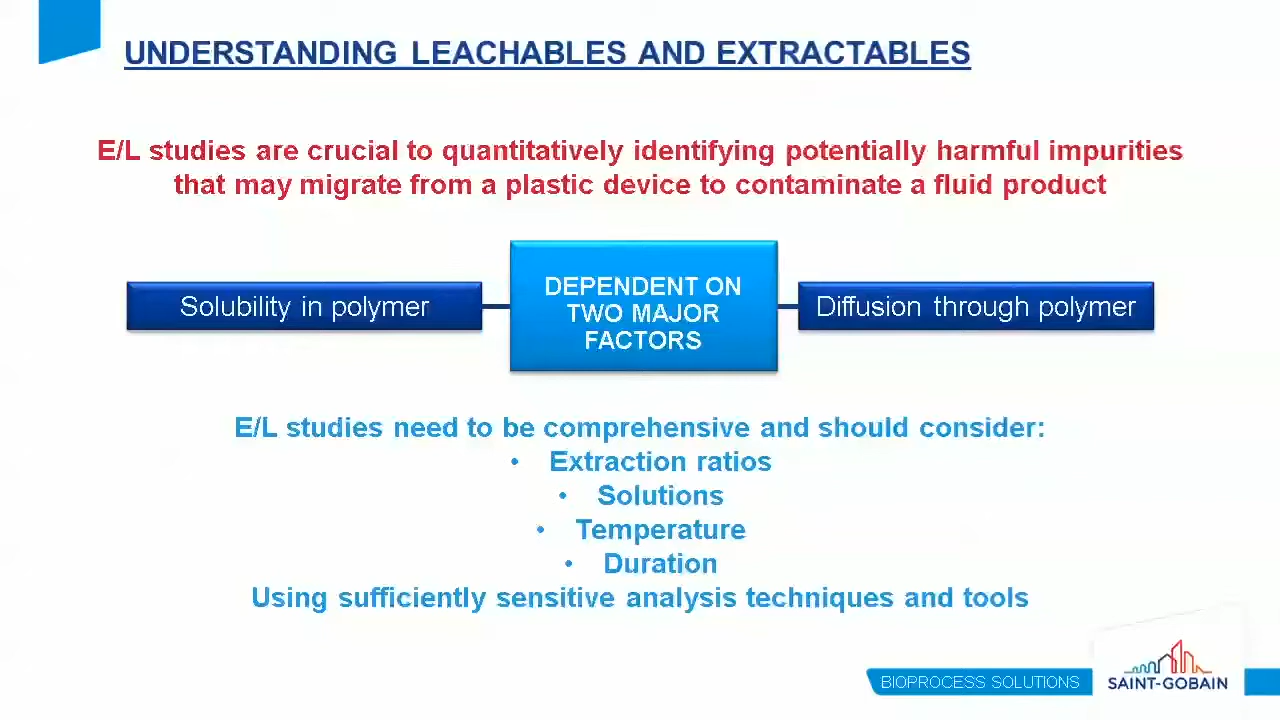 UNDERSTANDING LEACHABLES AND EXTRACTABLES
E/L studies are crucial to quantitatively identifying potentially harmful impurities
that may migrate from a plastic device to contaminate a fluid product
Solubility in polymer
DEPENDENT ON
TWO MAJOR
FACTORS
Diffusion through polymer
E/L studies need to be comprehensive and should consider:
• Extraction ratios
• Solutions
• Temperature
• Duration
Using sufficiently sensitive analysis techniques and tools
BIOPROCESS SOLUTIONS
SAINT-GOBAIN